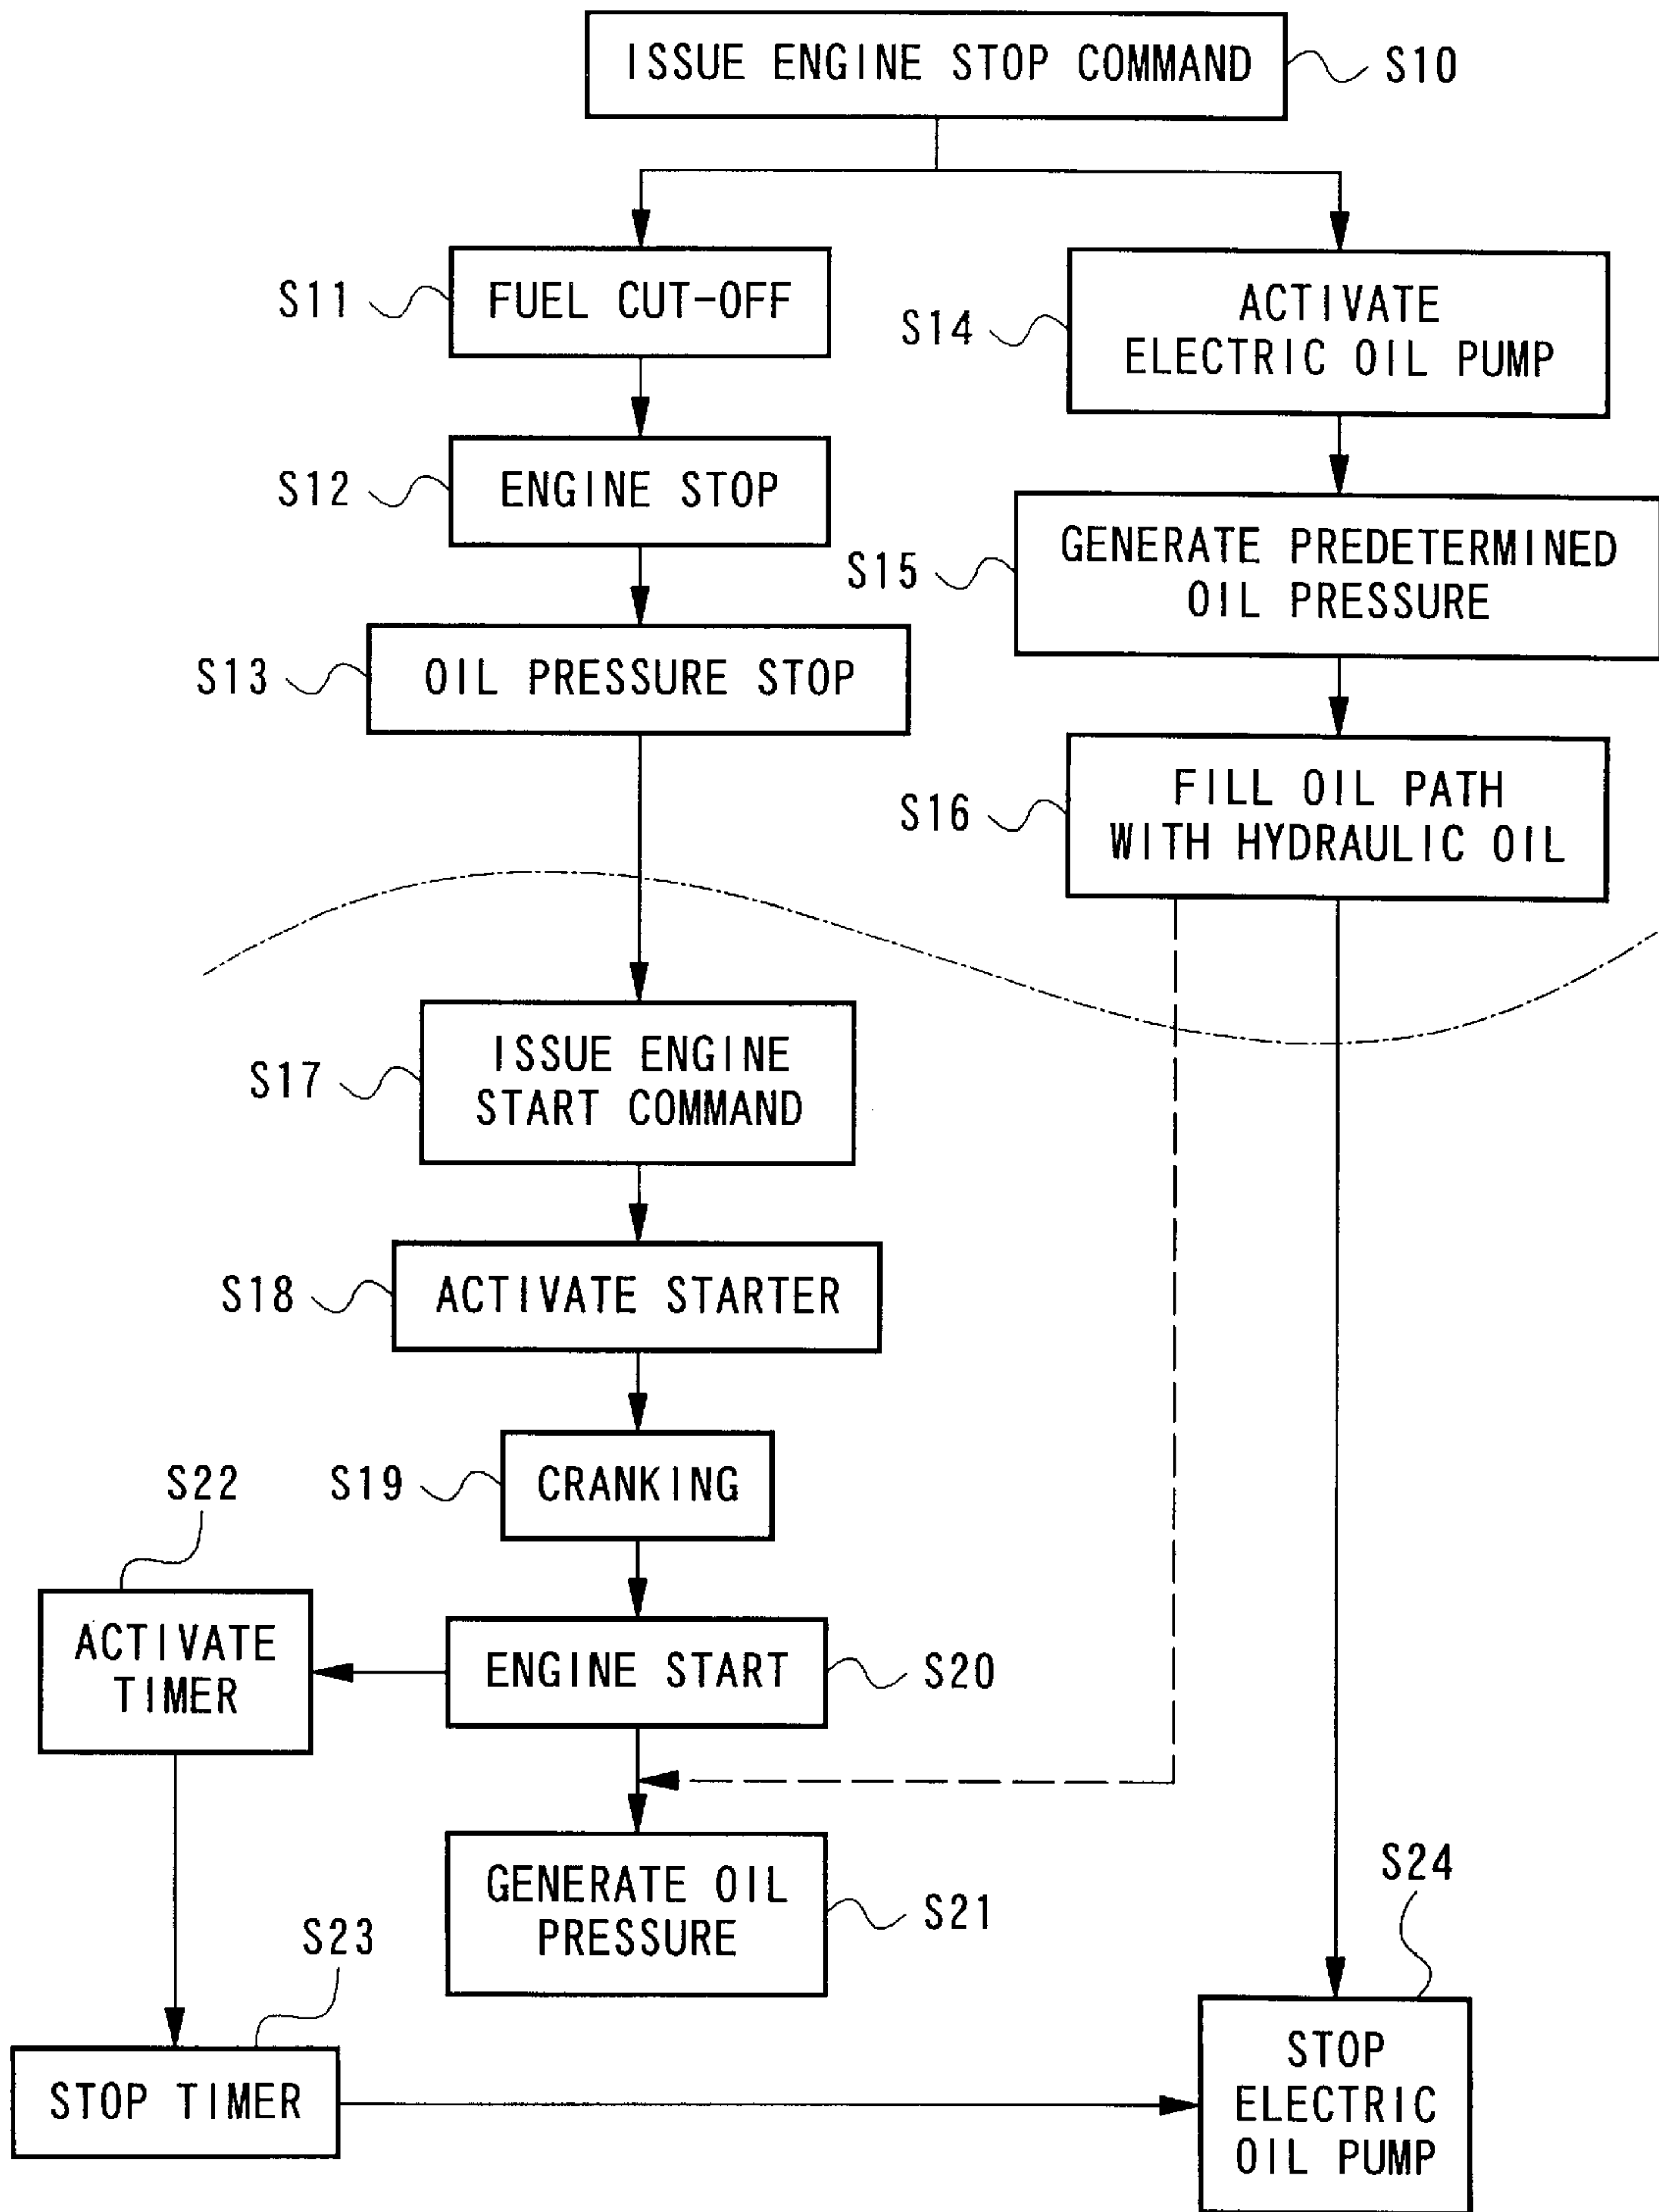 ISSUE ENGINE STOP COMMAND
S10
S11
FUEL CUT-OFF
S14
ACTIVATE
ELECTRIC OIL PUMP
S12
ENGINE STOP
S15
GENERATE PREDETERMINED
OIL PRESSURE
S13
OIL PRESSURE STOP
S16
FILL OIL PATH
WITH HYDRAULIC OIL
S17
ISSUE ENGINE
START COMMAND
S18
ACTIVATE STARTER
S19
CRANKING
S22
ACTIVATE
TIMER
ENGINE START
S20
GENERATE OIL
PRESSURE
S21
S23
STOP TIMER
S24
STOP
ELECTRIC
OIL PUMP